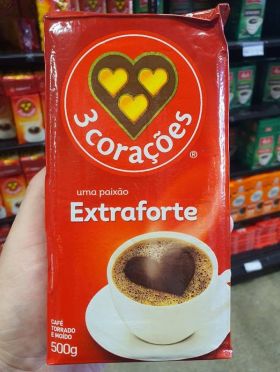 3 corações
®
uma paixão
Extraforte
CAFÉ
TORRADO
E MOÍDO
500g